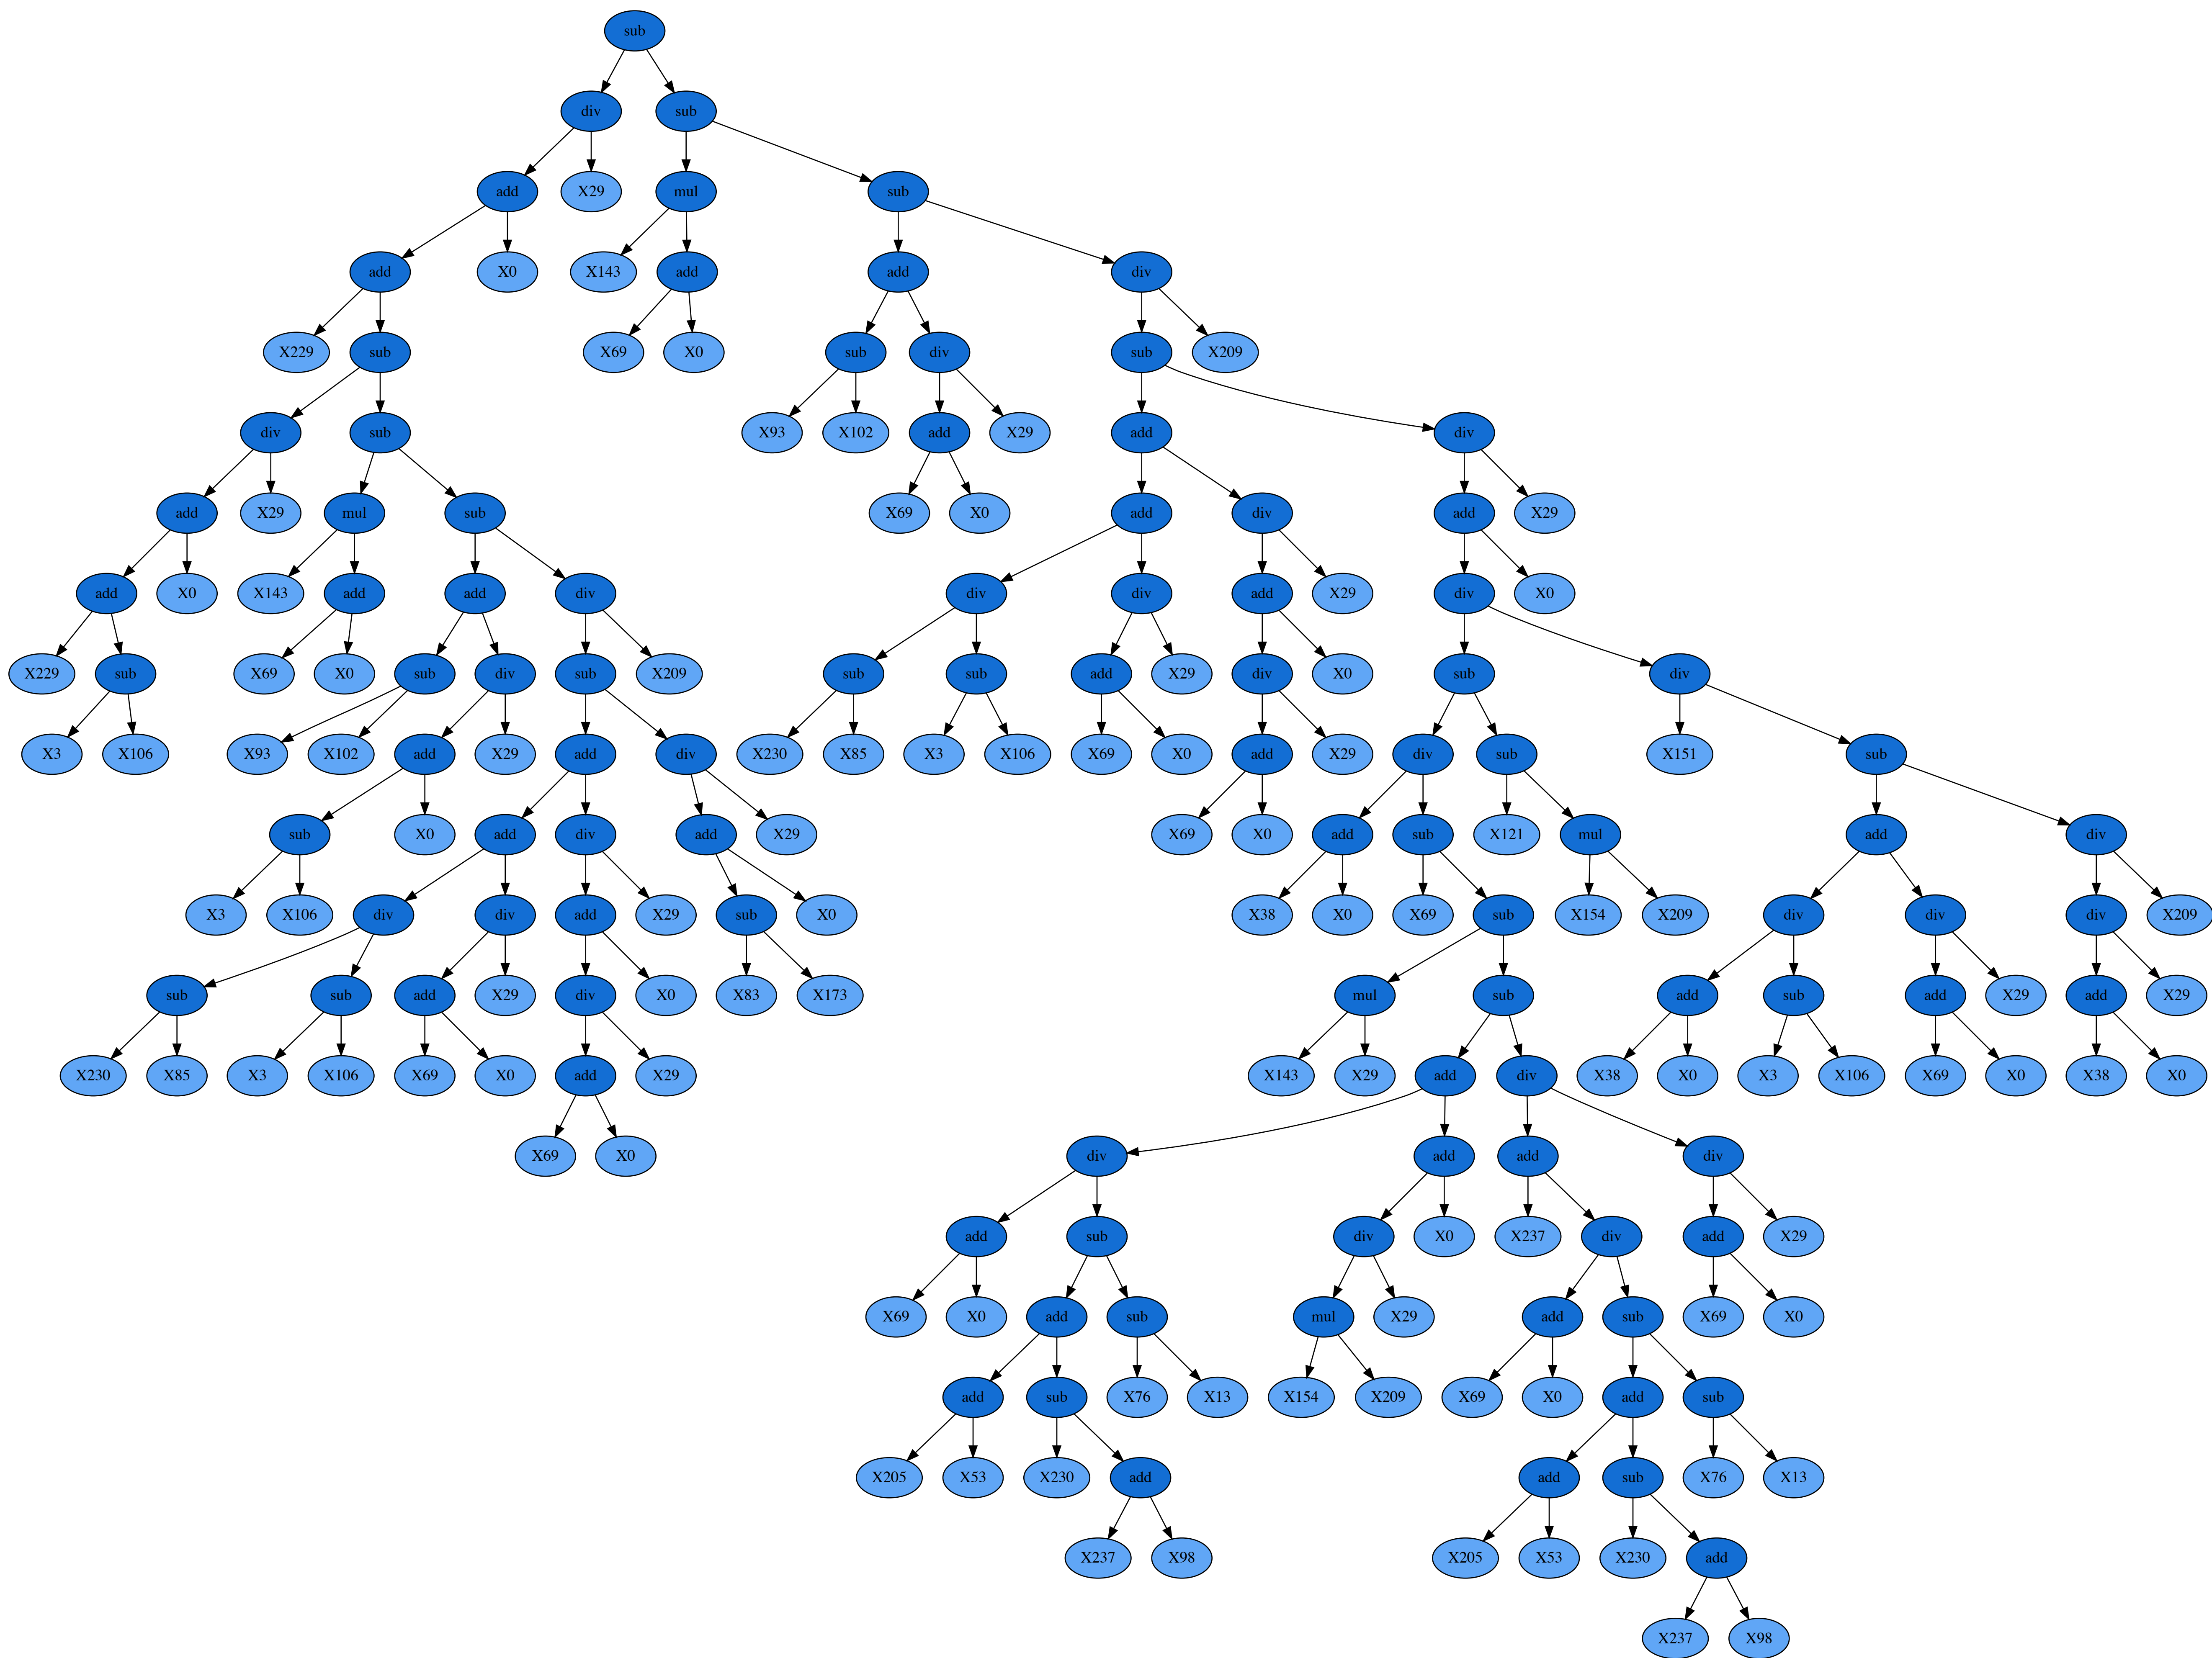 sub
div sub
add X29 mul sub
add X0 X143 add add div
X229 sub X69 X0 sub div sub X209
div sub X93 X102 add X29 add div
add X29 mul sub X69 X0 add div add X29
add X0 X143 add add div div div add X29 div X0
X229 sub X69 X0 sub div sub X209 sub sub add X29 div X0 sub div
X3 X106 X93 X102 add X29 add div X230 X85 X3 X106 X69 X0 add X29 div sub X151 sub
sub X0 add div add X29 X69 X0 add sub X121 mul add div
X3 X106 div div add X29 sub X0 X38 X0 X69 sub X154 X209 div div div X209
sub sub add X29 div X0 X83 X173 mul sub add sub add X29 add X29
X230 X85 X3 X106 X69 X0 add X29 X143 X29 add div X38 X0 X3 X106 X69 X0 X38 X0
X69 X0 div add add div
add sub div X0 X237 div add X29
X69 X0 add sub mul X29 add sub X69 X0
add sub X76 X13 X154 X209 X69 X0 add sub
X205 X53 X230 add add sub X76 X13
X237 X98 X205 X53 X230 add
X237 X98